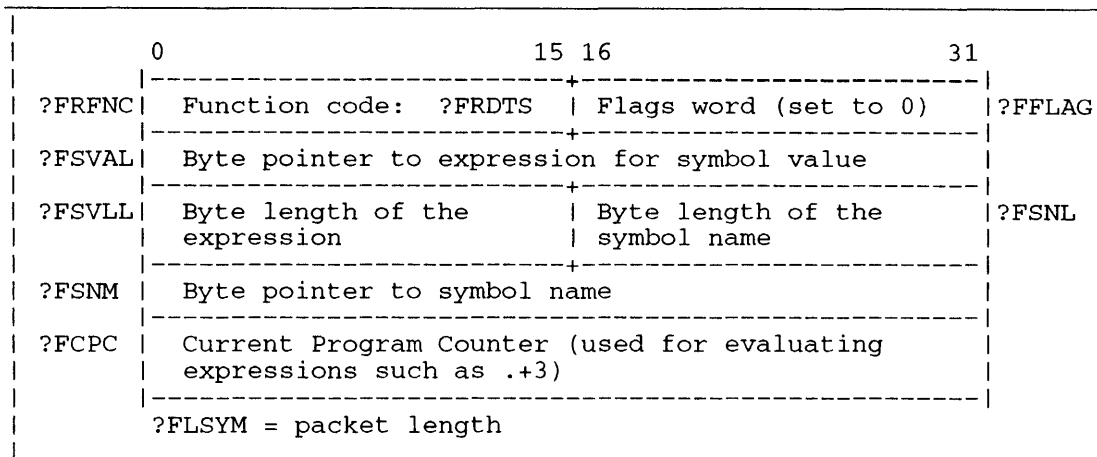 0 15 16 31
?FRFNC Function code: ?FRDTS Flags word (set to 0) ?FFLAG
?FSVAL Byte pointer to expression for symbol value
?FSVLL Byte length of the Byte length of the ?FSNL
expression symbol name
?FSNM Byte pointer to symbol name
?FCPC Current Program Counter (used for evaluating
expressions such as .+3)
?FLSYM = packet length